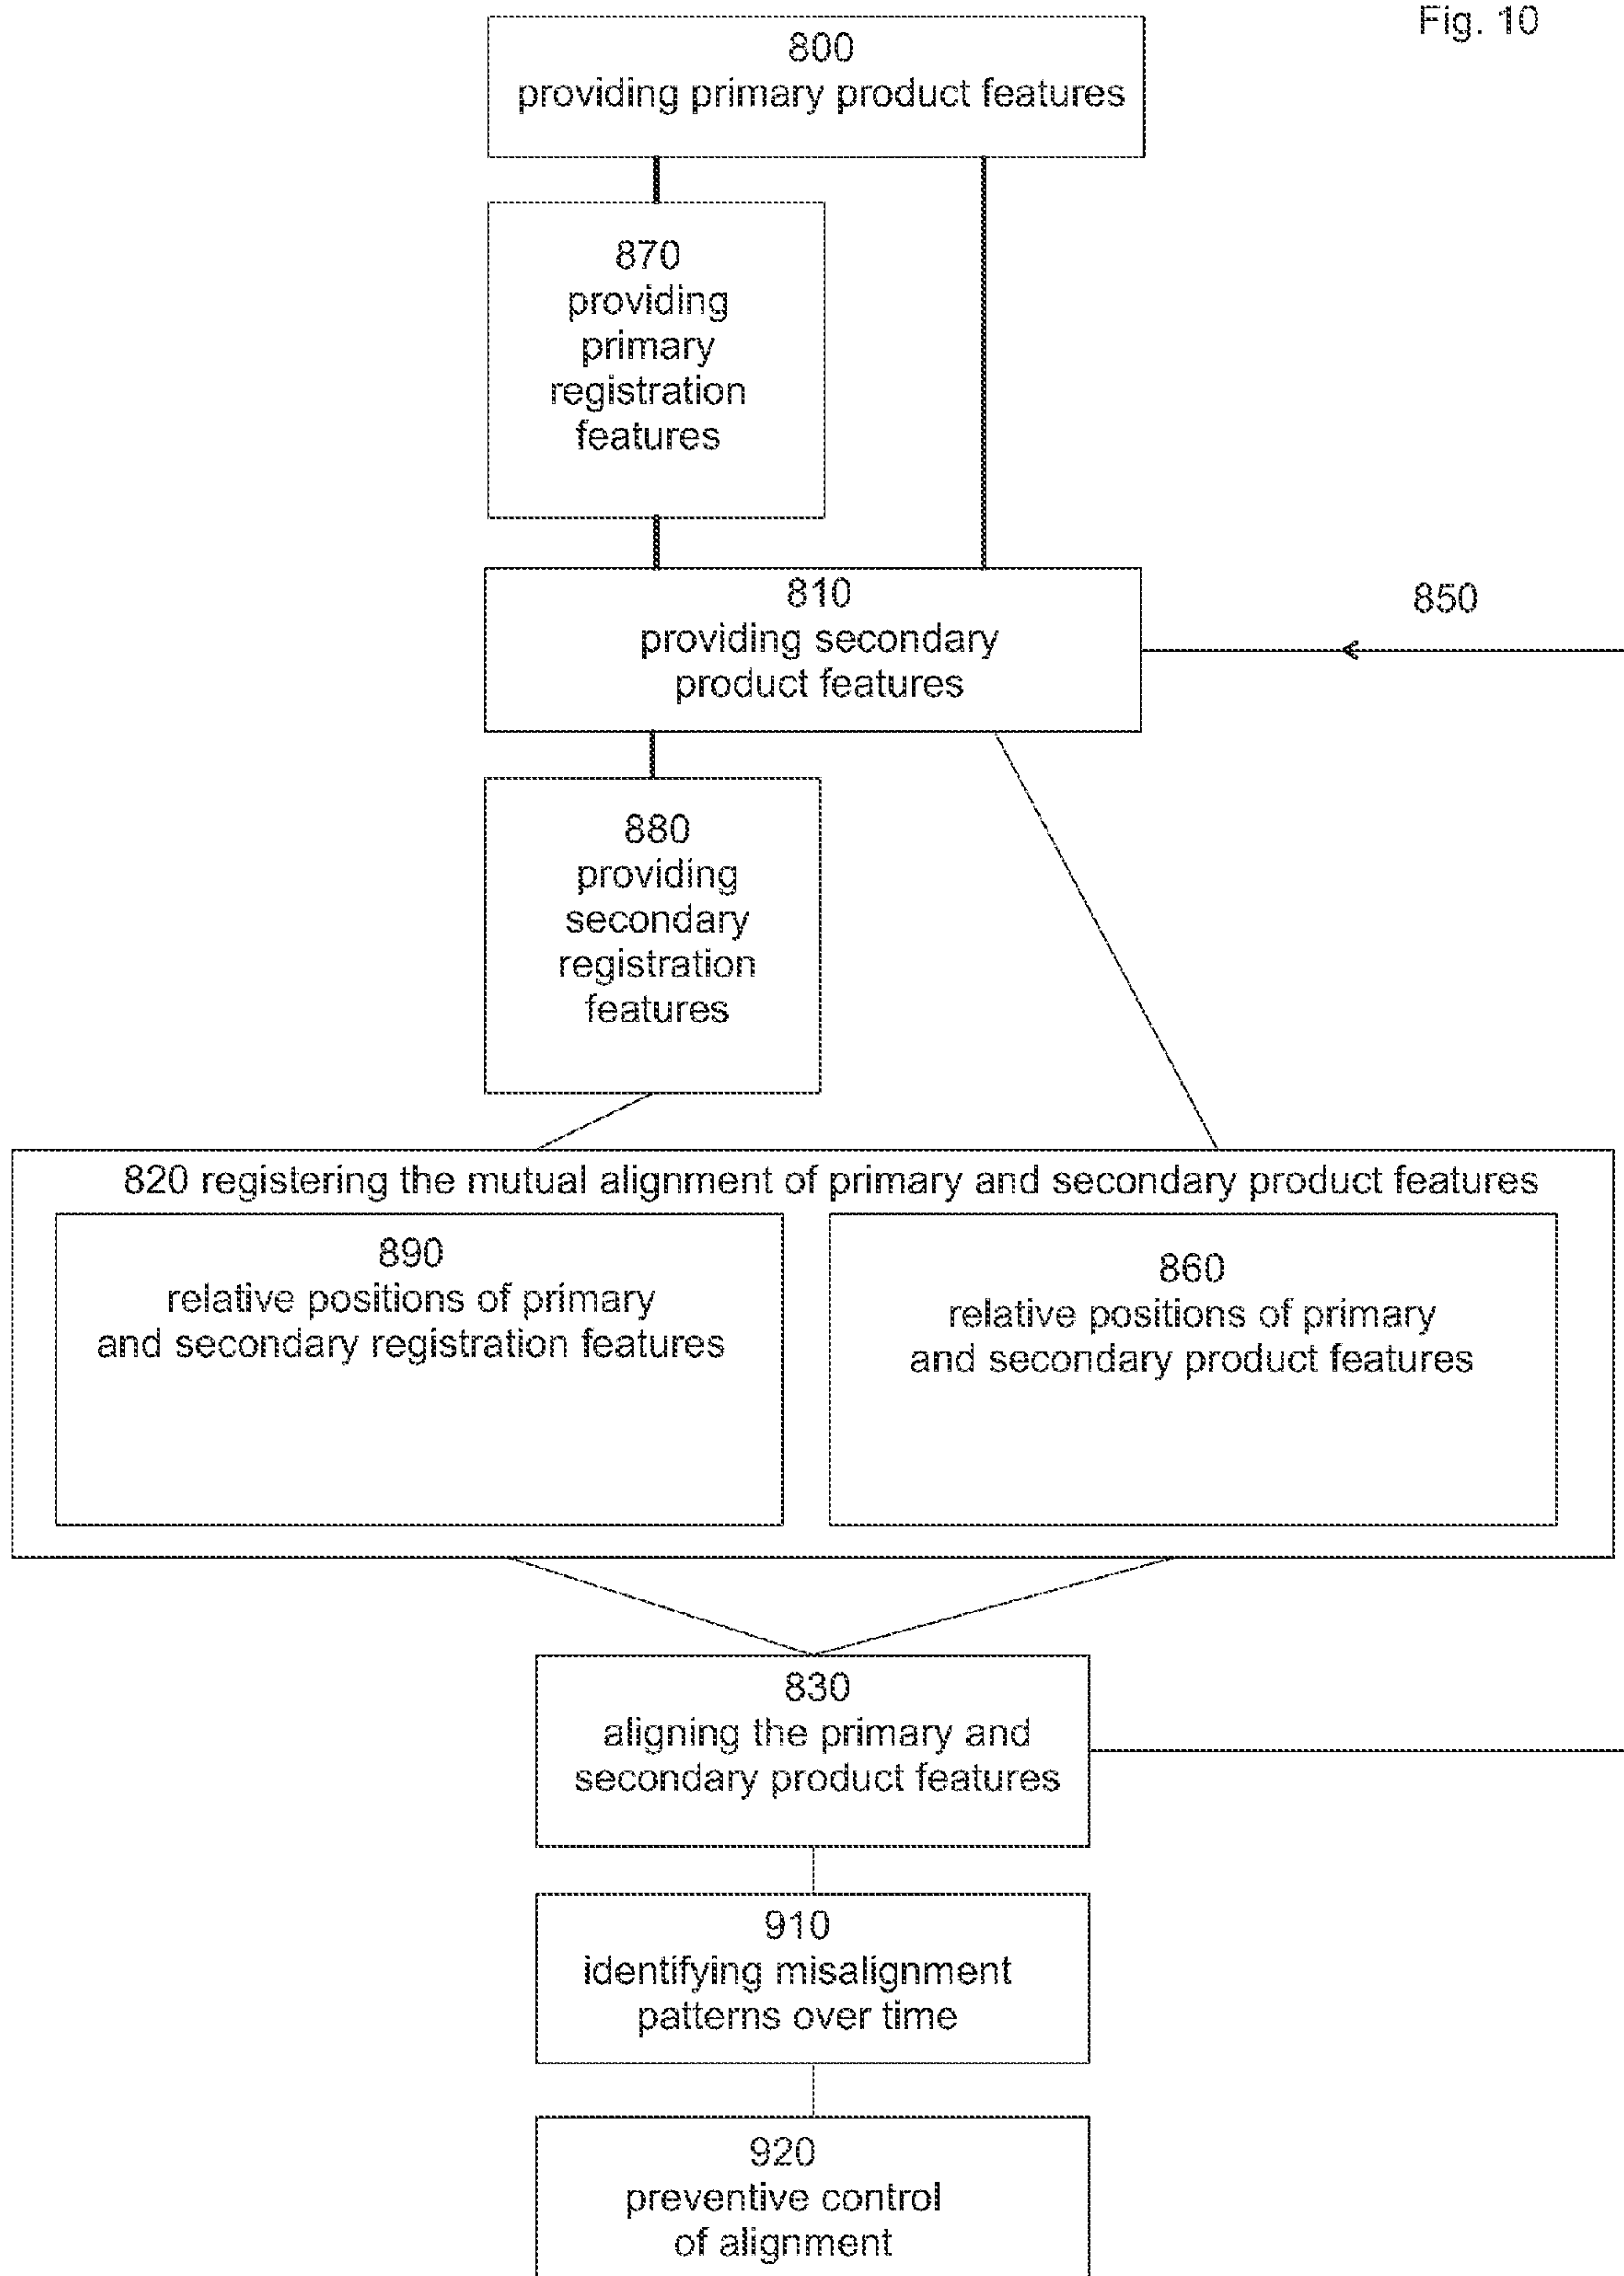 Fig. 10
800
providing primary product features
870
providing
primary
registration
features
810
providing secondary
product features
850
880
providing
secondary
registration
features
820 registering the mutual alignment of primary and secondary product features
890
relative positions of primary
and secondary registration features
860
relative positions of primary
and secondary product features
830
aligning the primary and
secondary product features
910
identifying misalignment
patterns over time
920
preventive control
of alignment